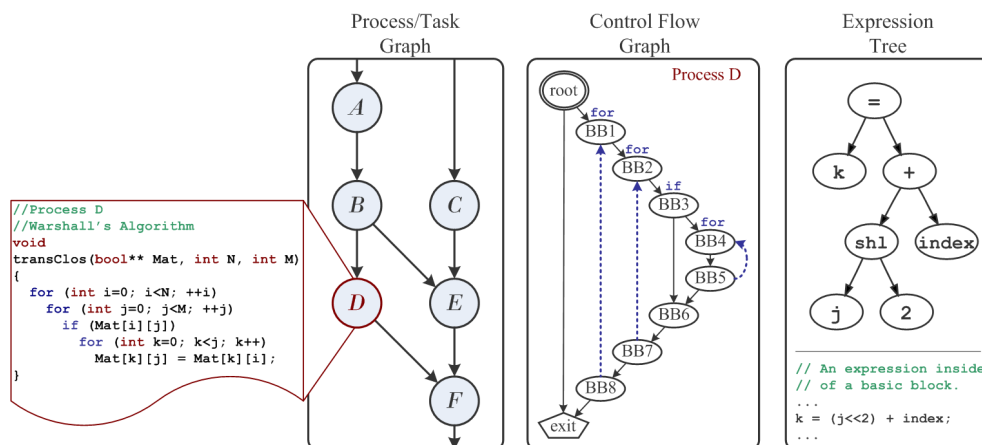 Process/Task
Graph
Control Flow
Graph
Expression
Tree
//Process D
//Warshall's Algorithm
void
transClos(bool** Mat, int N, int M)
{
for (int i=0; i<N; ++i)
for (int j=0; j<M; ++j)
if (Mat[i][j])
for (int k=0; k<j; k++)
Mat[k][j] = Mat[k][i];
}
A
B
C
D
E
F
Process D
root
for
BB1
for
BB2
if
BB3
for
BB4
BB5
BB6
BB7
BB8
exit
=
k
+
shl
index
j
2
// An expression inside
// of a basic block.
...
k = (j<<2) + index;
...